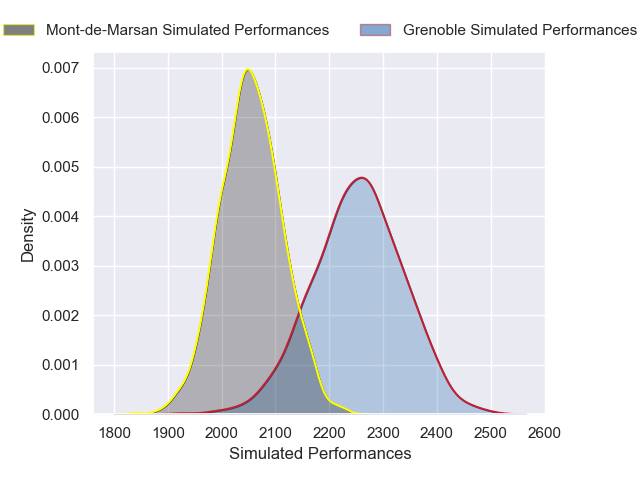 Mont-de-Marsan Simulated Performances Grenoble Simulated Performances
0.007
0.006
0.005
0.004
0.003
0.002
0.001
0.000
Density
1800 1900 2000 2100 2200 2300 2400 2500 2600
Simulated Performances